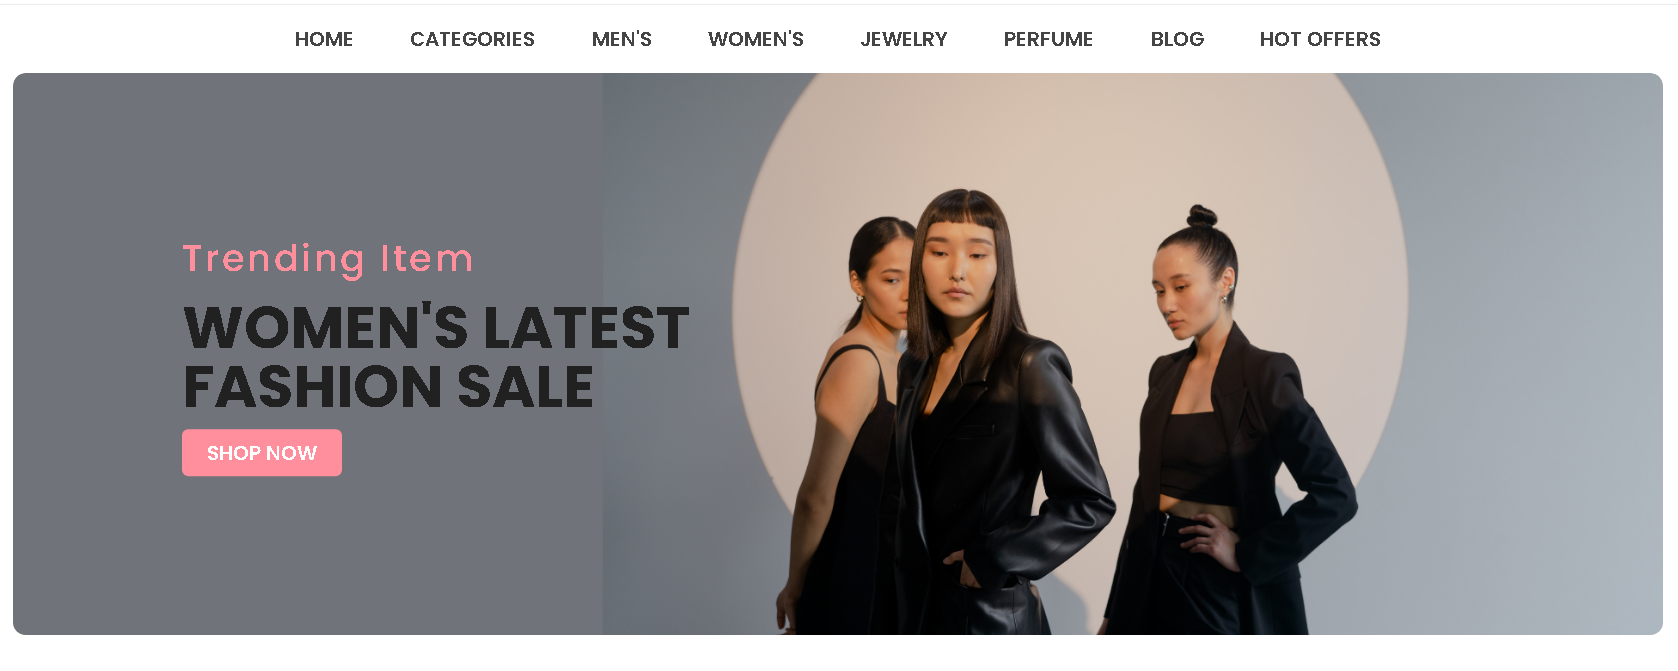 HOME CATEGORIES MEN'S WOMEN'S JEWELRY PERFUME BLOG HOT OFFERS
Trending Item
WOMEN'S LATEST
FASHION SALE
SHOP NOW